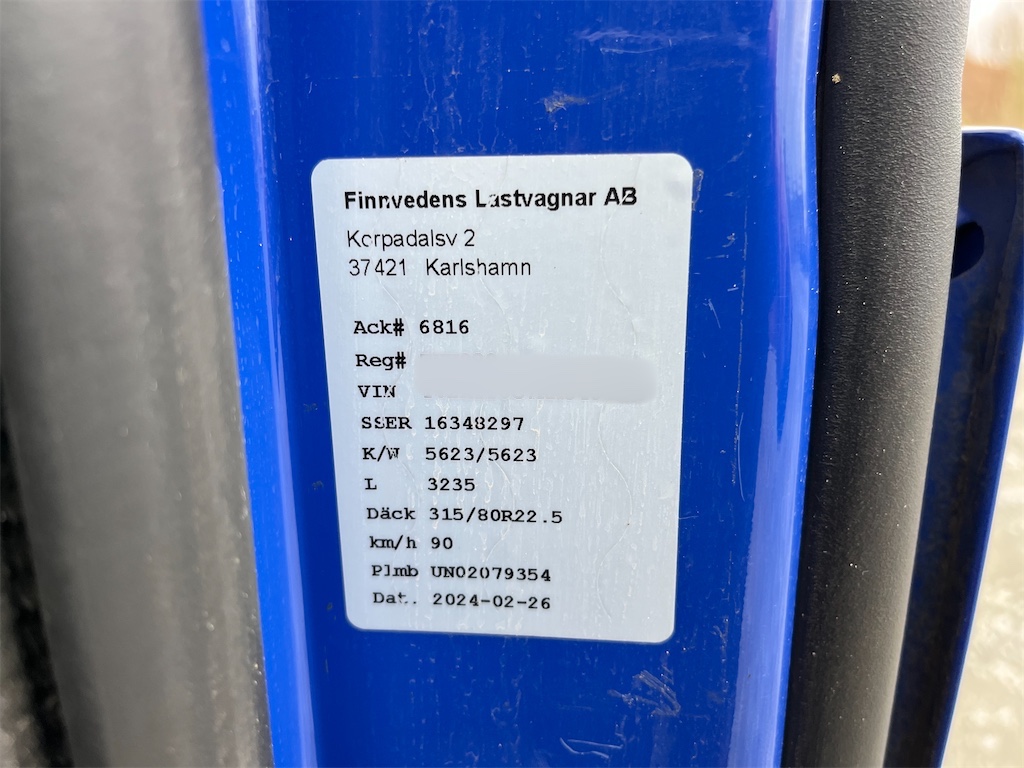 Finnvedens Lastvagnar AB
Korpadalsv 2
37421 Karlshamn
Ack# 6816
Reg#
VIN
SSER 16348297
K/W 5623/5623
L 3235
Däck 315/80R22.5
km/h 90
Plmb UN02079354
Dat. 2024-02-26